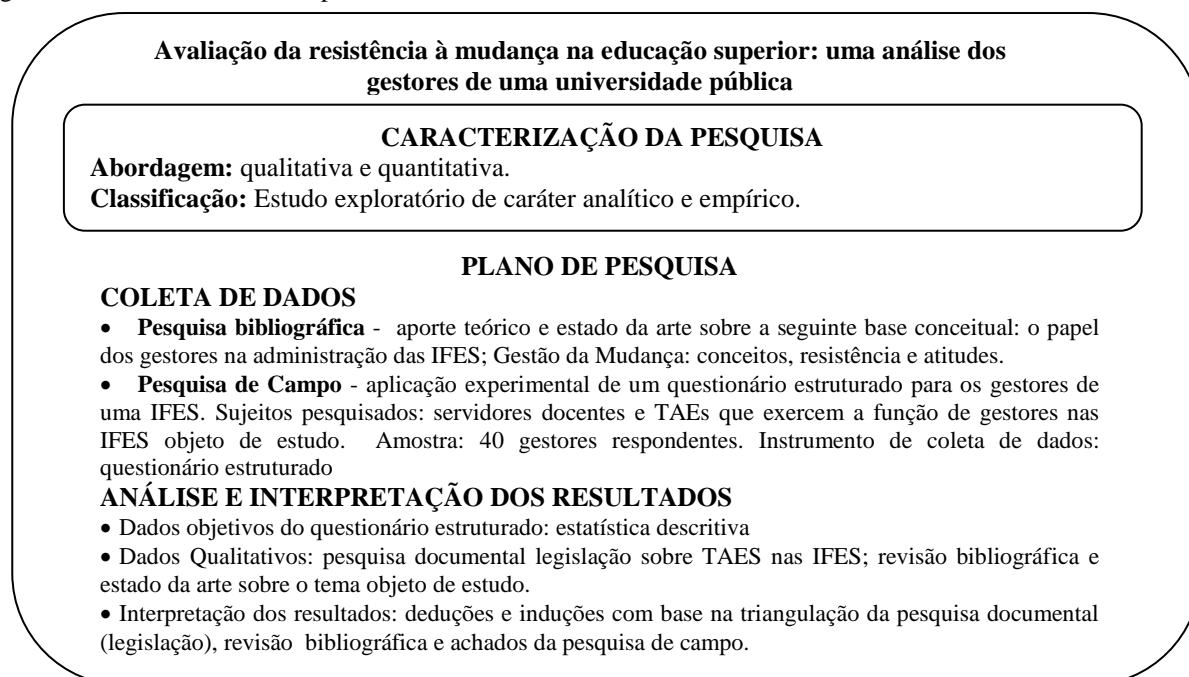 Avaliação da resistência à mudança na educação superior: uma análise dos
gestores de uma universidade pública
CARACTERIZAÇÃO DA PESQUISA
Abordagem: qualitativa e quantitativa.
Classificação: Estudo exploratório de caráter analítico e empírico.
PLANO DE PESQUISA
COLETA DE DADOS
• Pesquisa bibliográfica - aporte teórico e estado da arte sobre a seguinte base conceitual: o papel
dos gestores na administração das IFES; Gestão da Mudança: conceitos, resistência e atitudes.
• Pesquisa de Campo - aplicação experimental de um questionário estruturado para os gestores de
uma IFES. Sujeitos pesquisados: servidores docentes e TAEs que exercem a função de gestores nas
IFES objeto de estudo. Amostra: 40 gestores respondentes. Instrumento de coleta de dados:
questionário estruturado
ANÁLISE E INTERPRETAÇÃO DOS RESULTADOS
• Dados objetivos do questionário estruturado: estatística descritiva
• Dados Qualitativos: pesquisa documental legislação sobre TAES nas IFES; revisão bibliográfica e
estado da arte sobre o tema objeto de estudo.
• Interpretação dos resultados: deduções e induções com base na triangulação da pesquisa documental
(legislação), revisão bibliográfica e achados da pesquisa de campo.